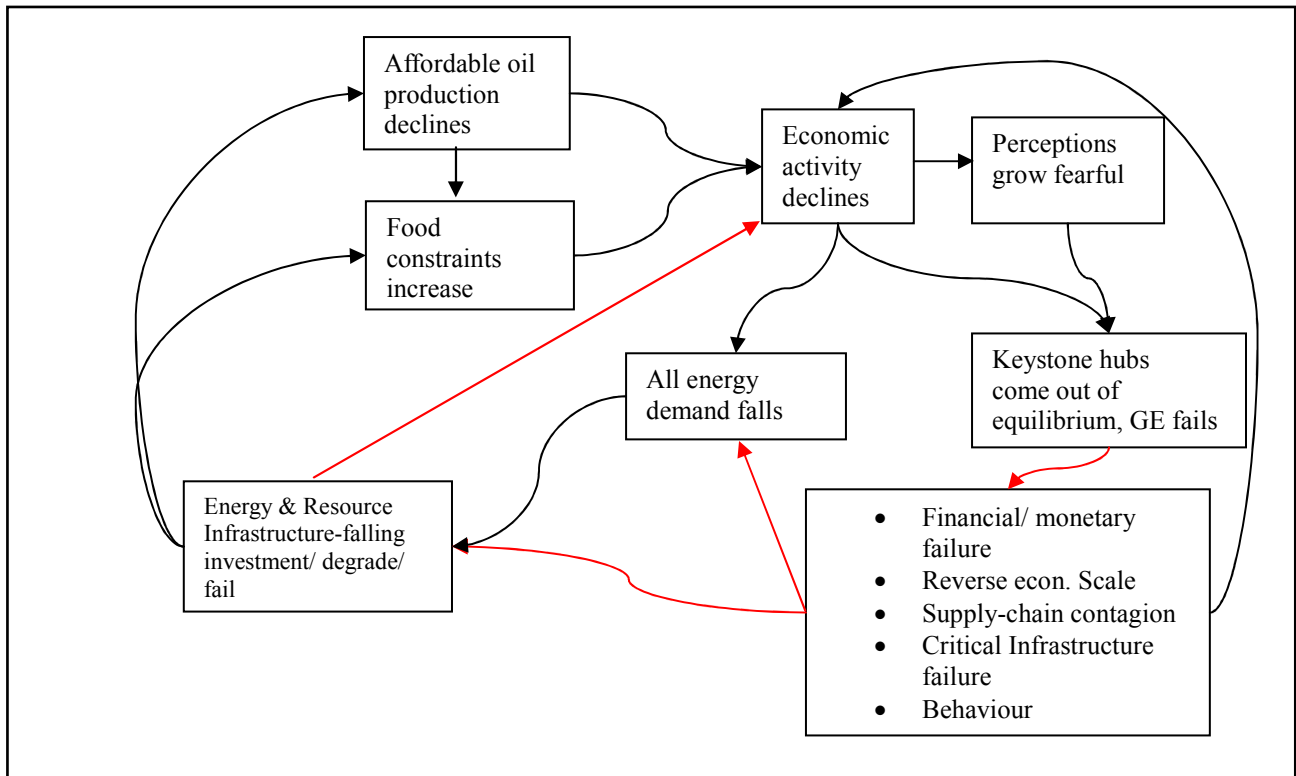 Affordable oil
production
declines
Economic
activity
declines
Perceptions
grow fearful
Food
constraints
increase
All energy
demand falls
Keystone hubs
come out of
equilibrium, GE fails
Energy & Resource
Infrastructure-falling
investment/ degrade/
fail
• Financial/ monetary
failure
• Reverse econ. Scale
• Supply-chain contagion
• Critical Infrastructure
failure
• Behaviour